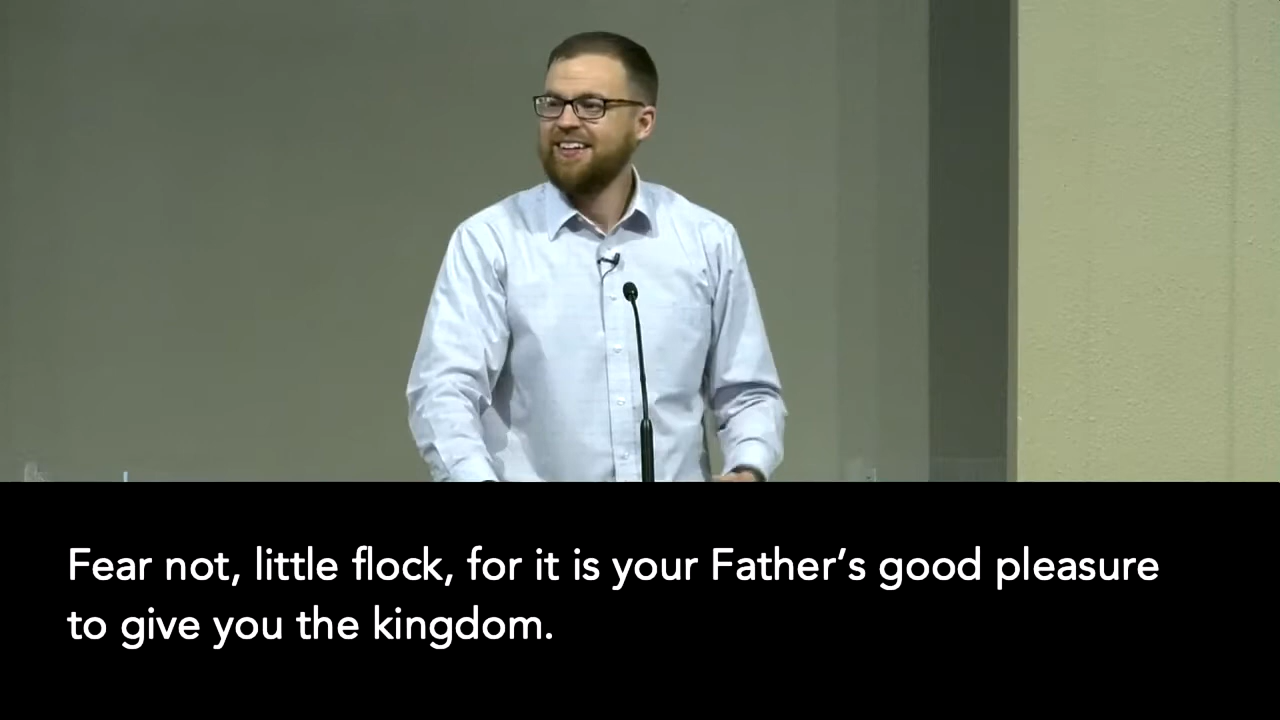 Fear not, little flock, for it is your Father’s good pleasure
to give you the kingdom.